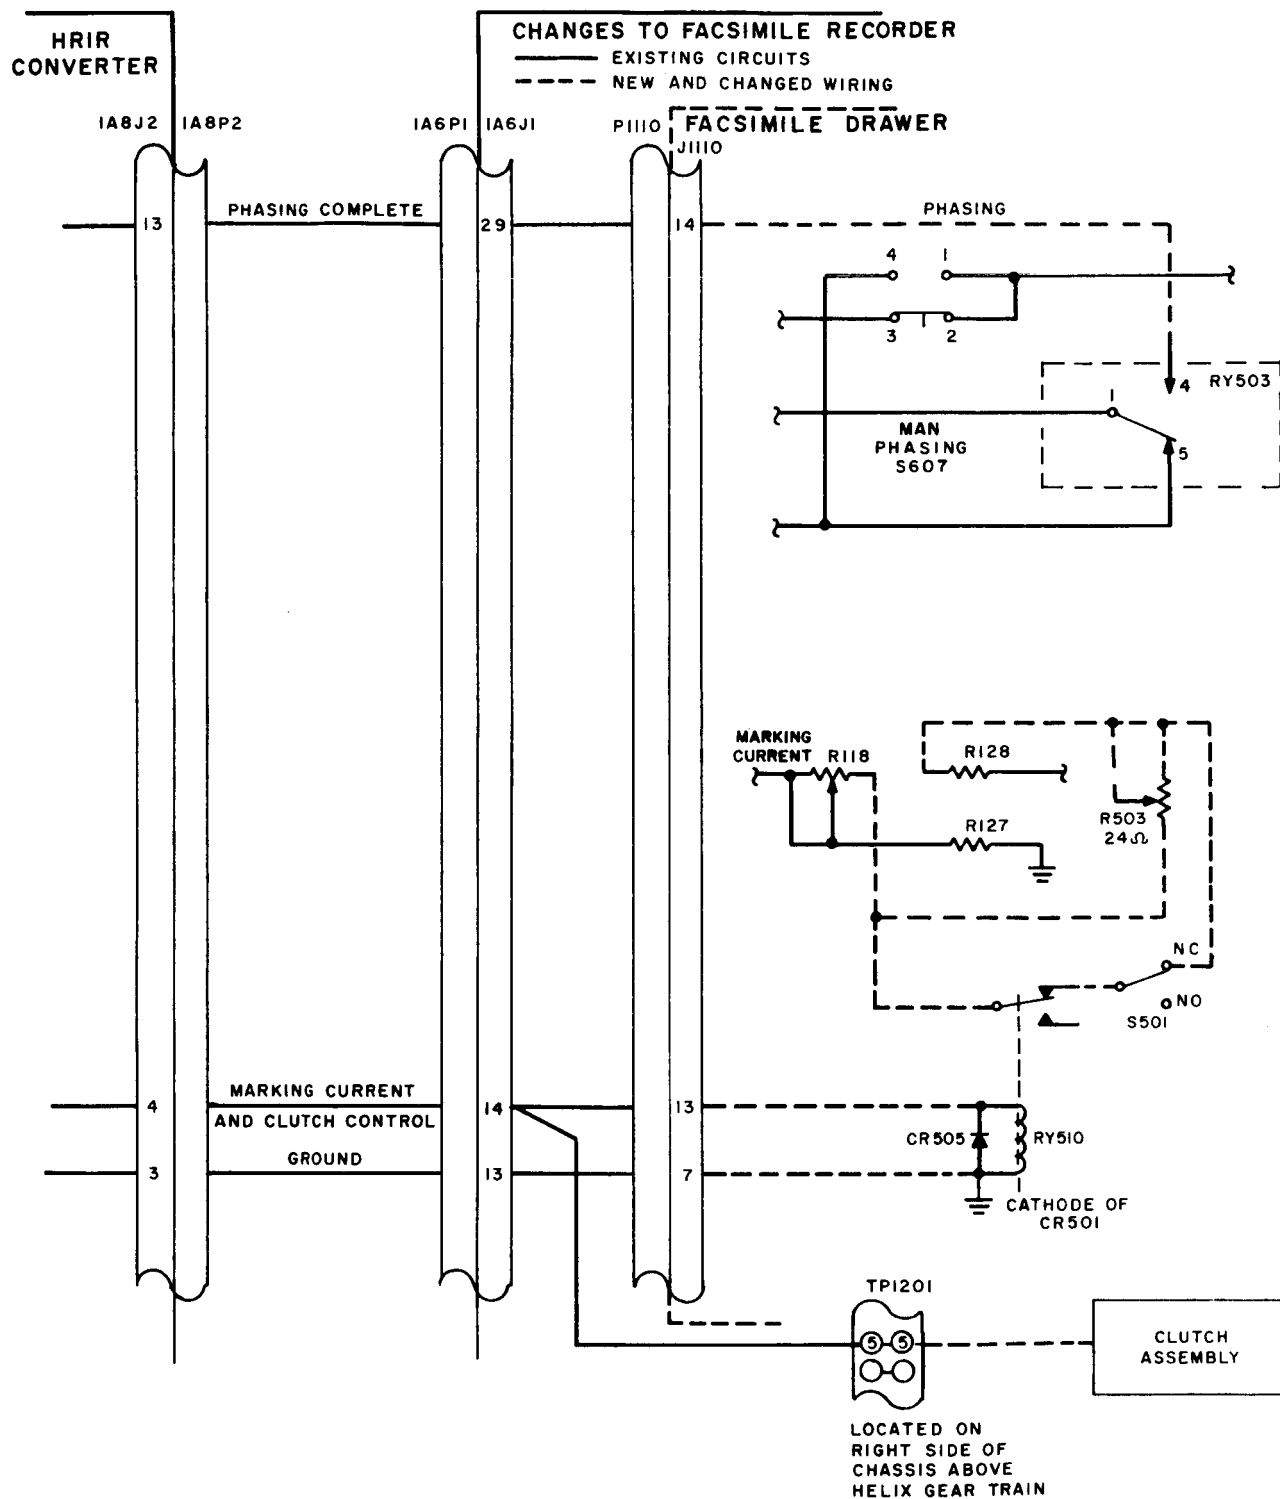 HRIR
CONVERTER
CHANGES TO FACSIMILE RECORDER
EXISTING CIRCUITS
NEW AND CHANGED WIRING
1A8J2 1A8P2
1A6P1 1A6J1
P1110 FACSIMILE DRAWER
J1110
13
PHASING COMPLETE
29
14
PHASING
4 1
3 2
4 RY503
1
MAN
PHASING
S607
5
MARKING
CURRENT R118
R128
R503
24Ω
R127
NC
NO
S501
4
MARKING CURRENT
AND CLUTCH CONTROL
14
13
CR505 RY510
3
GROUND
13
7
CATHODE OF
CR501
TP1201
5 5
CLUTCH
ASSEMBLY
LOCATED ON
RIGHT SIDE OF
CHASSIS ABOVE
HELIX GEAR TRAIN